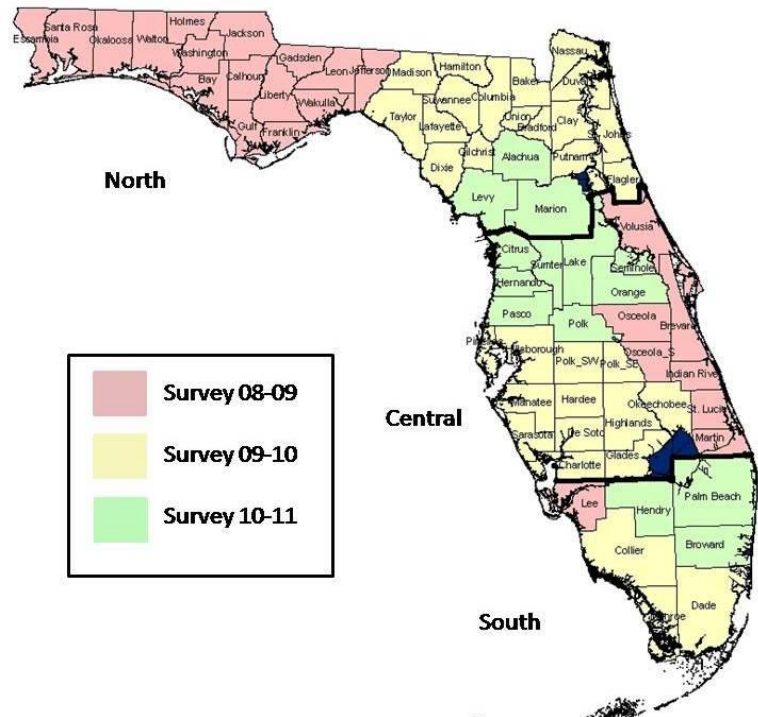 Holmes
Santa Rosa
Jackson
Escambia
Okaloosa
Walton
Washington
Gadsden
Bay
Calhoun
Leon
Jefferson
Liberty
Wakulla
Gulf
Franklin
Madison
Hamilton
Nassau
Duval
Baker
Taylor
Suwannee
Columbia
Lafayette
Union
Bradford
Clay
St. Johns
Gilchrist
Alachua
Putnam
Dixie
Flagler
North
Levy
Marion
Volusia
Citrus
Sumter
Lake
Seminole
Hernando
Orange
Pasco
Polk
Osceola
Brevard
Pinellas
Hillsborough
Polk_SW
Polk_SE
Osceola_S
Indian River
Survey 08-09
Survey 09-10
Survey 10-11
Central
Manatee
Hardee
Okeechobee
St. Lucie
Highlands
Sarasota
De Soto
Martin
Charlotte
Glades
Lee
Hendry
Palm Beach
Collier
Broward
Dade
Monroe
South